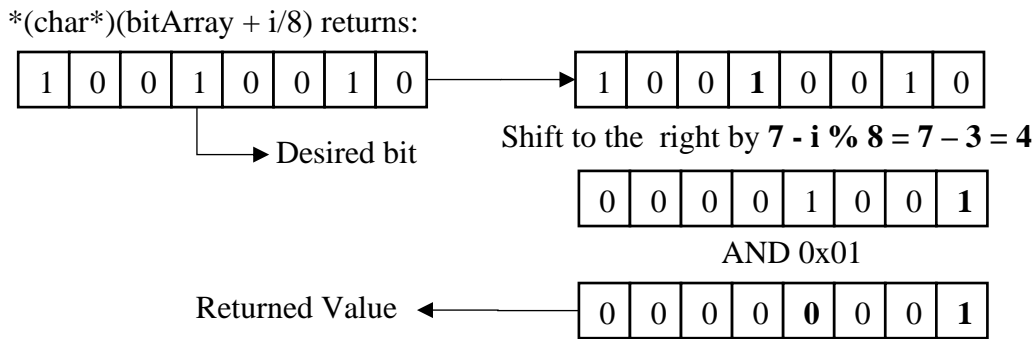 *(char*)(bitArray + i/8) returns:
1 0 0 1 0 0 1 0
1 0 0 1 0 0 1 0
Desired bit
Shift to the right by 7 - i % 8 = 7 – 3 = 4
0 0 0 0 1 0 0 1
AND 0x01
Returned Value
0 0 0 0 0 0 0 1